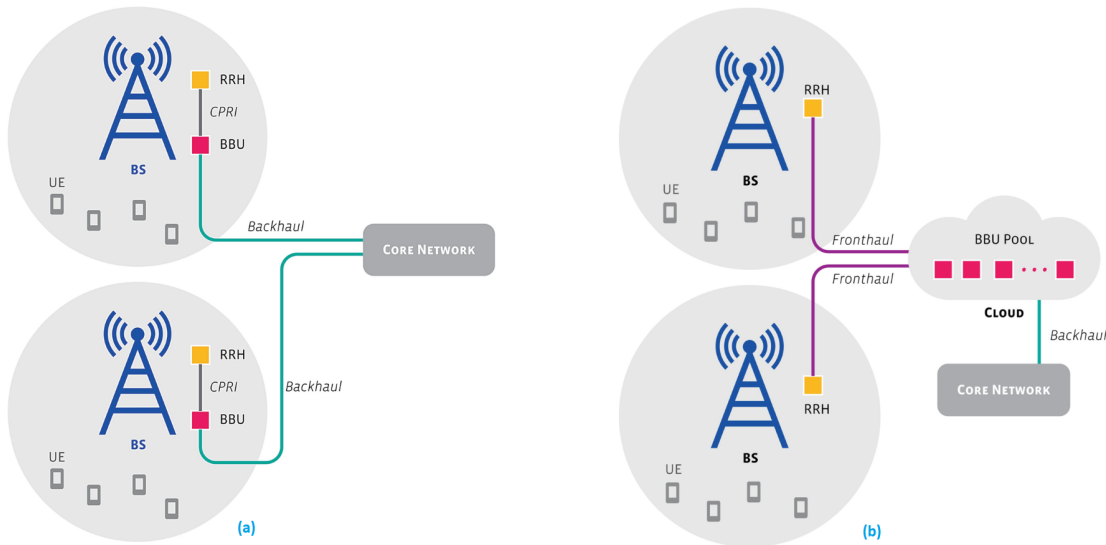 RRH
CPRI
BBU
BS
UE
Backhaul
CORE NETWORK
RRH
CPRI
BBU
Backhaul
BS
UE
(a)
RRH
BS
UE
Fronthaul
Fronthaul
BBU POOL
CLOUD
Backhaul
CORE NETWORK
RRH
BS
UE
(b)